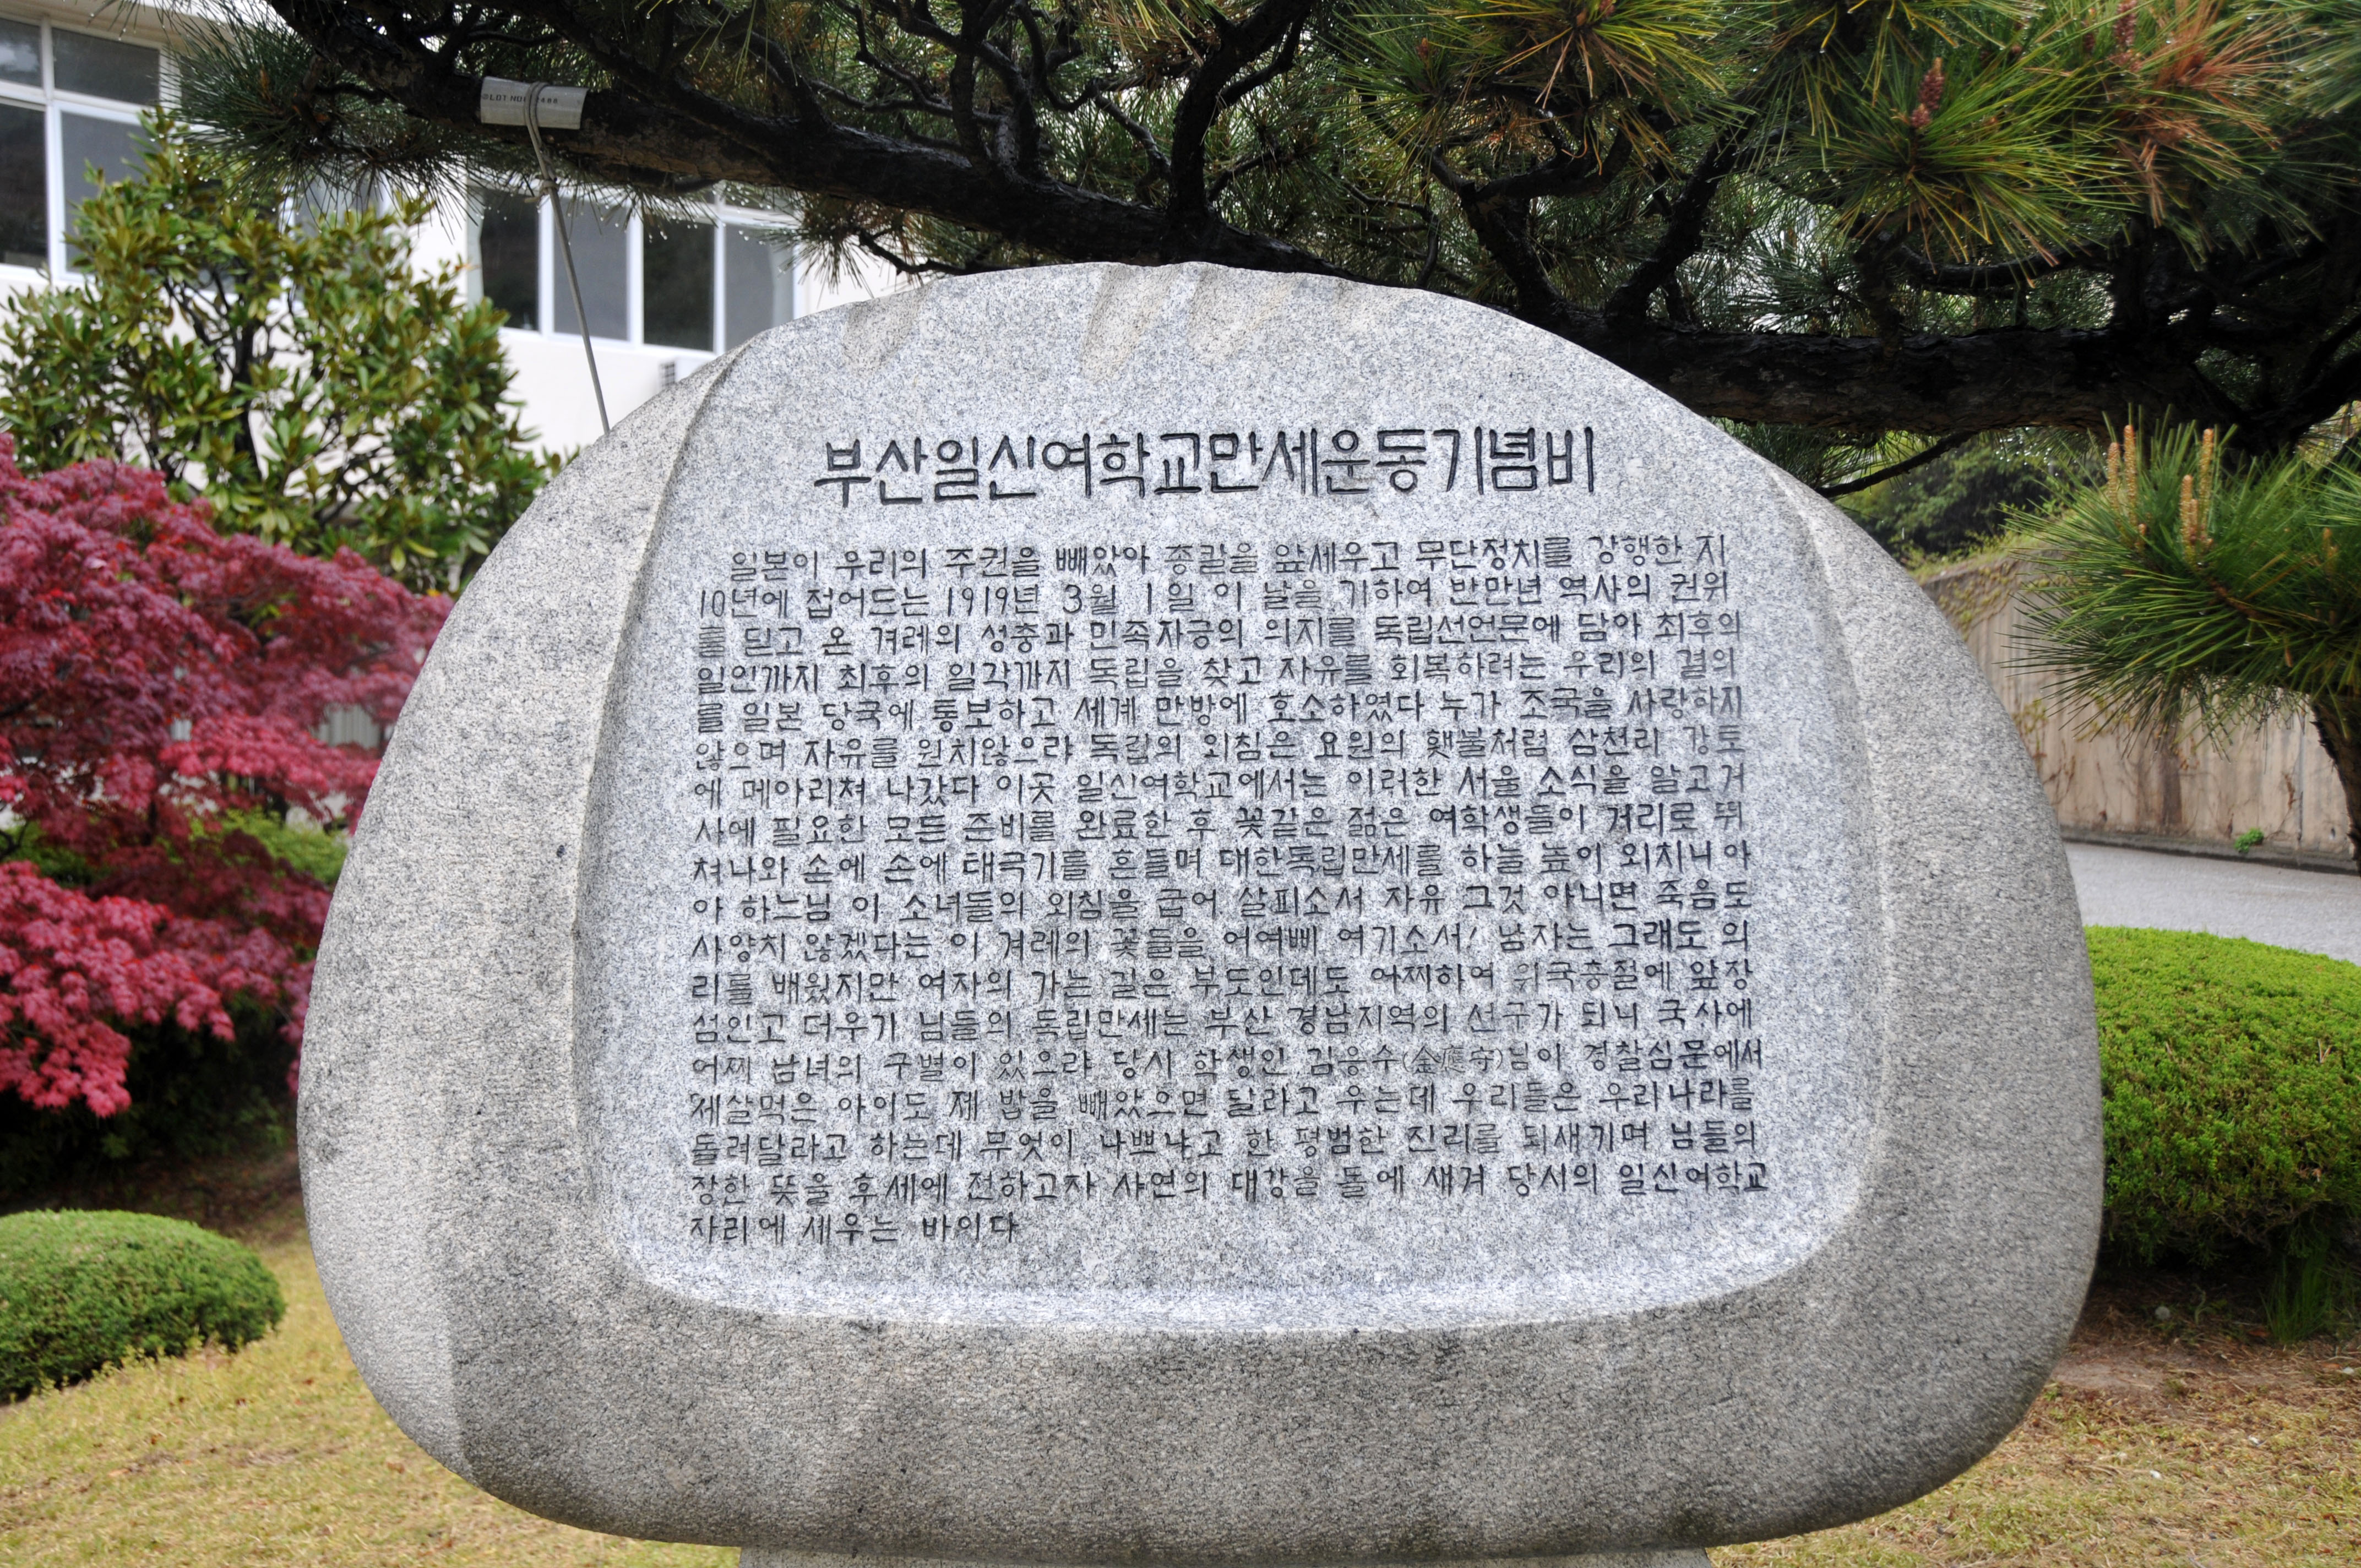 LOT NO
부산일신여학교만세운동기념비
일본이 우리의 주권을 빼았아 총칼을 앞세우고 무단정치를 강행한 지
10년에 접어드는 1919년 3월 1일 이 날을 기하여 반만년 역사의 권위
를 딛고 온 겨레의 성충과 민족자긍의 의지를 독립선언문에 담아 최후의
일인까지 최후의 일각까지 독립을 찾고 자유를 회복하려는 우리의 결의
를 일본 당국에 통보하고 세계 만방에 호소하였다 누가 조국을 사랑하지
않으며 자유를 원치않으랴 독립의 외침은 요원의 횃불처럼 삼천리 강토
에 메아리쳐 나갔다 이곳 일신여학교에서는 이러한 서울 소식을 알고거
사에 필요한 모든 준비를 완료한 후 꽃같은 젊은 여학생들이 거리로 뛰
쳐나와 손에 손에 태극기를 흔들며 대한독립만세를 하늘 높이 외치니 아
아 하느님 이 소녀들의 외침을 굽어 살피소서 자유 그것 아니면 죽음도
사양치 않겠다는 이 겨레의 꽃들을 어여삐 여기소서! 남자는 그래도 의
리를 배웠지만 여자의 가는 길은 부도인데도 어찌하여 위국충절에 앞장
섬인고 더우기 님들의 독립만세는 부산 경남지역의 선구가 되니 국사에
어찌 남녀의 구별이 있으랴 당시 학생인 김응수(金應守)님이 경찰심문에서
제살먹은 아이도 제 밥을 빼았으면 달라고 우는데 우리들은 우리나라를
돌려달라고 하는데 무엇이 나쁘냐고 한 평범한 진리를 되새기며 님들의
장한 뜻을 후세에 전하고자 사연의 대강을 돌에 새겨 당시의 일신여학교
자리에 세우는 바이다